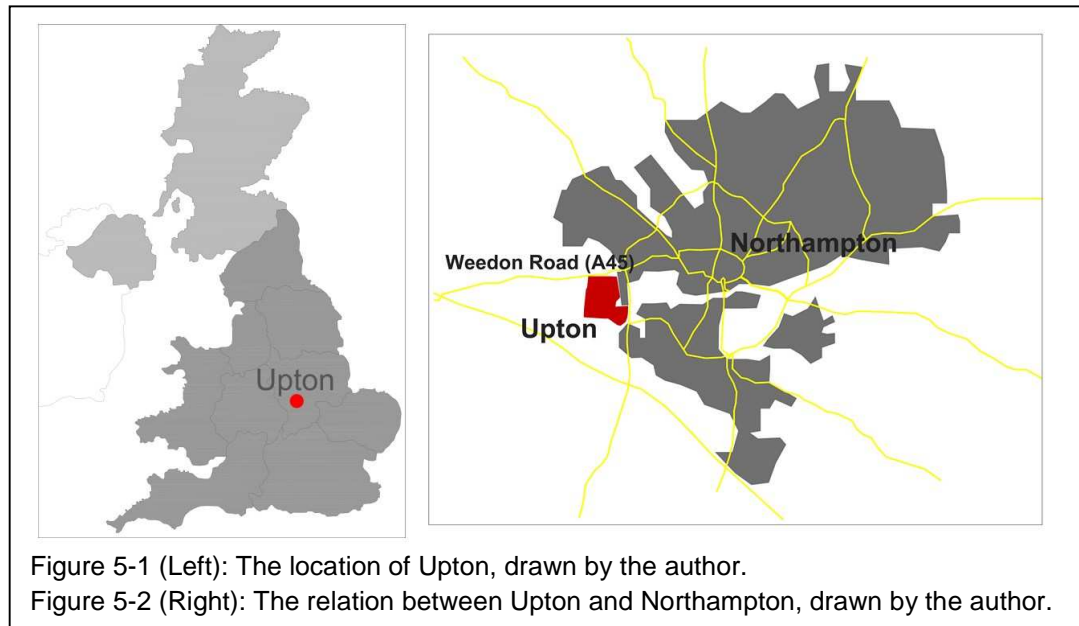 Upton
Northampton
Weedon Road (A45)
Upton
Figure 5-1 (Left): The location of Upton, drawn by the author.
Figure 5-2 (Right): The relation between Upton and Northampton, drawn by the author.